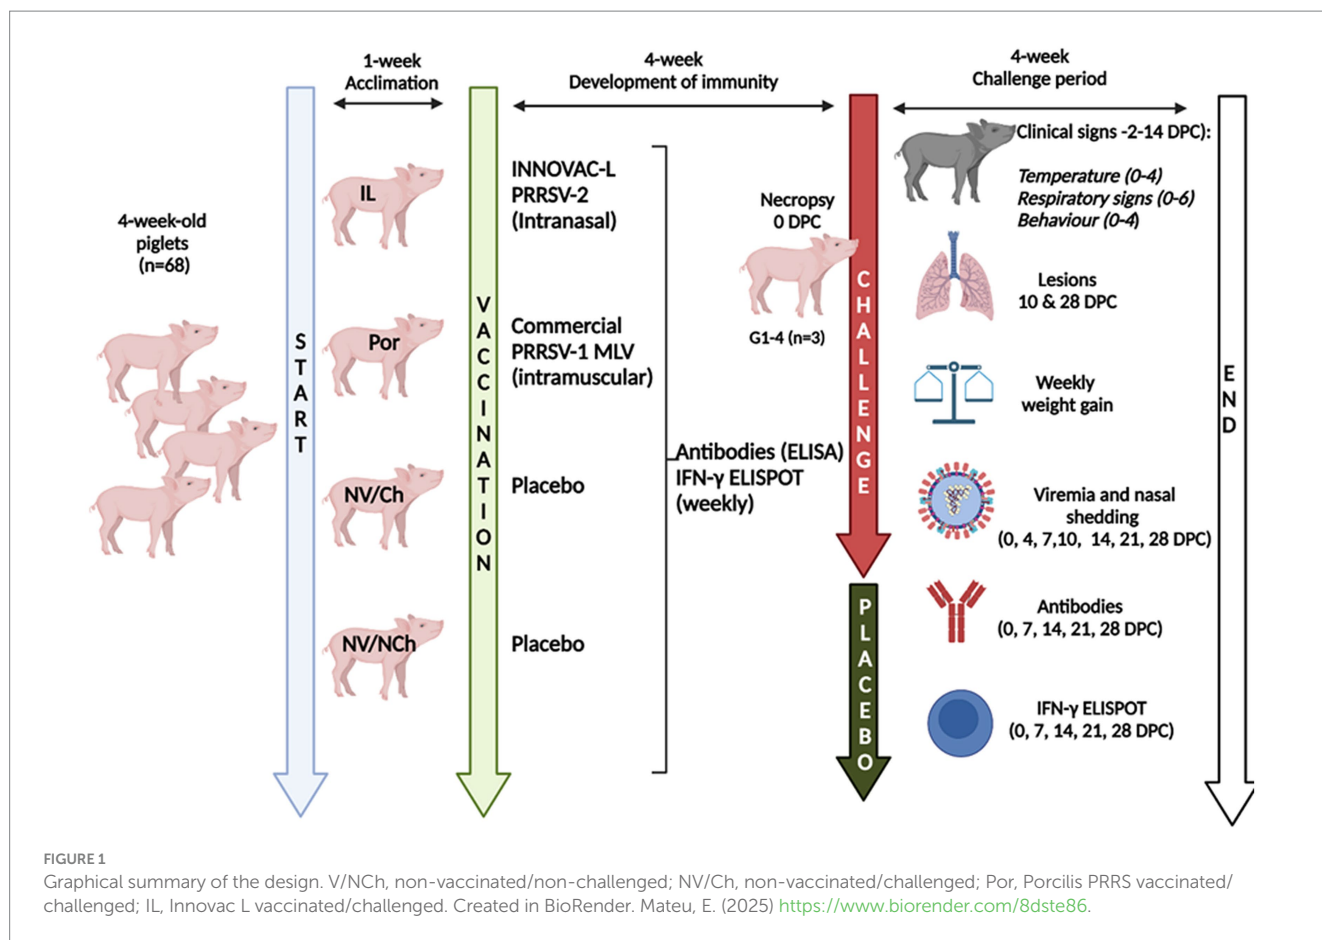 1-week
Acclimation
4-week
Development of immunity
4-week
Challenge period
4-week-old
piglets
(n=68)
START
IL
Por
NV/Ch
NV/NCh
VACCINATION
INNOVAC-L
PRRSV-2
(Intranasal)
Commercial
PRRSV-1 MLV
(intramuscular)
Placebo
Placebo
Antibodies (ELISA)
IFN-γ ELISPOT
(weekly)
Necropsy
0 DPC
G1-4 (n=3)
CHALLENGE
PLACEBO
Clinical signs -2-14 DPC):
Temperature (0-4)
Respiratory signs (0-6)
Behaviour (0-4)
Lesions
10 & 28 DPC
Weekly
weight gain
Viremia and nasal
shedding
(0, 4, 7,10, 14, 21, 28 DPC)
Antibodies
(0, 7, 14, 21, 28 DPC)
IFN-γ ELISPOT
(0, 7, 14, 21, 28 DPC)
END
FIGURE 1
Graphical summary of the design. V/NCh, non-vaccinated/non-challenged; NV/Ch, non-vaccinated/challenged; Por, Porcilis PRRS vaccinated/
challenged; IL, Innovac L vaccinated/challenged. Created in BioRender. Mateu, E. (2025) https://www.biorender.com/8dste86.